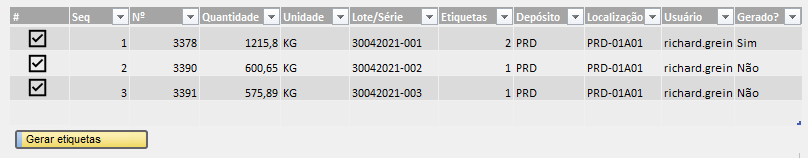 # Seq Nº Quantidade Unidade Lote/Série Etiquetas Depósito Localização Usuário Gerado?
1 3378 1215,8 KG 30042021-001 2 PRD PRD-01A01 richard.grein Sim
2 3390 600,65 KG 30042021-002 1 PRD PRD-01A01 richard.grein Não
3 3391 575,89 KG 30042021-003 1 PRD PRD-01A01 richard.grein Não
Gerar etiquetas